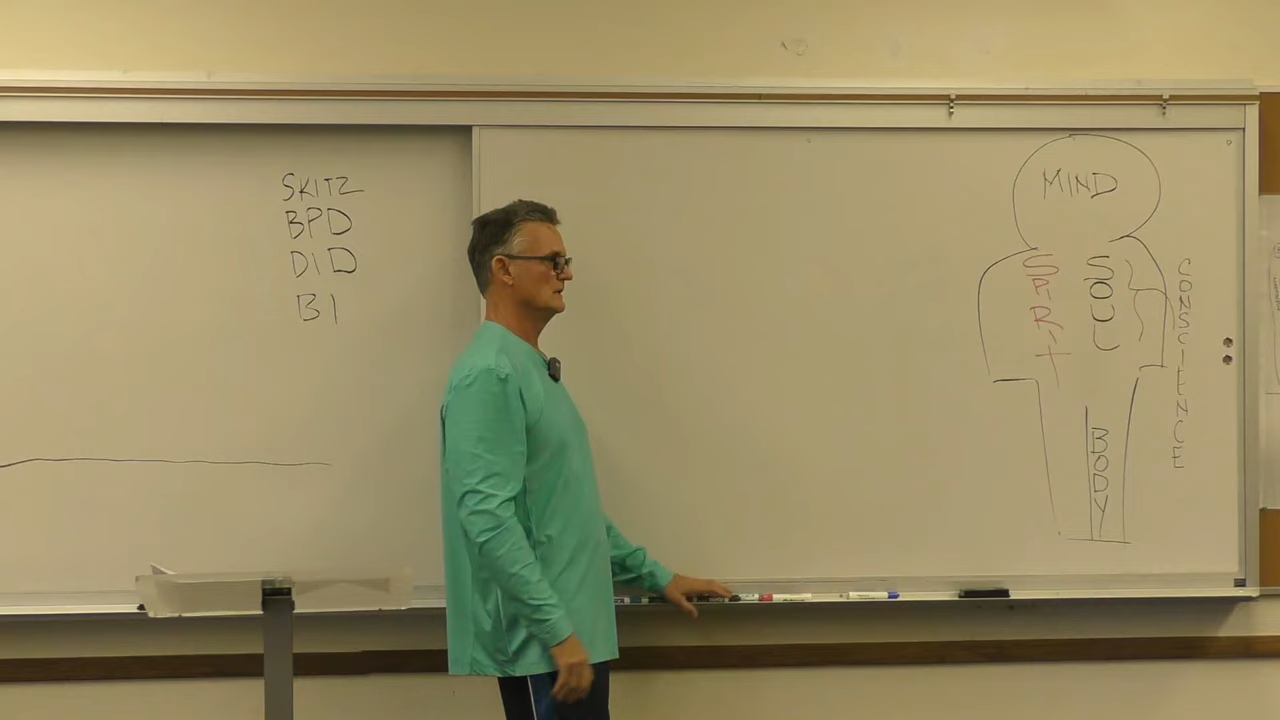 SKITZ
BPD
DID
BI
MIND
SPIRIT
SOUL
CONSCIENCE
BODY